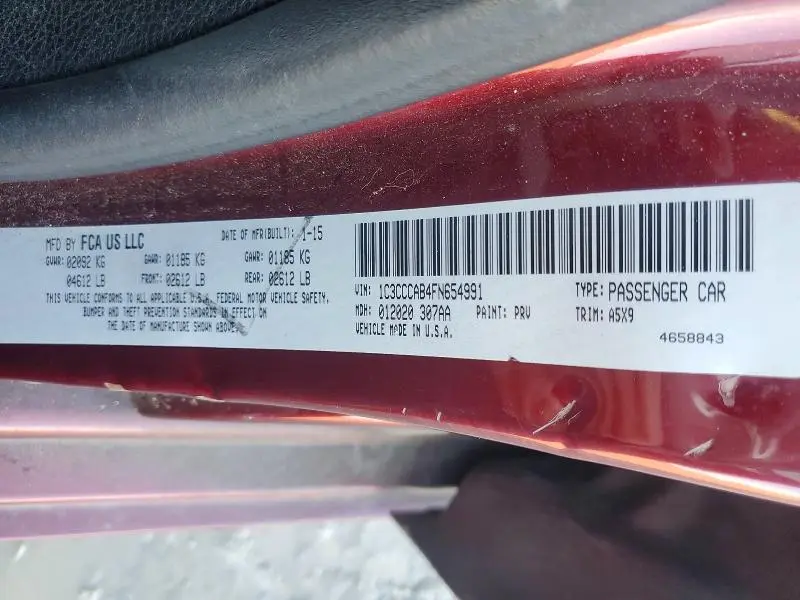 MFD BY FCA US LLC
DATE OF MFR(BUILT): 1-15
GVWR: 02092 KG GAWR: 01185 KG GAWR: 01185 KG
04612 LB FRONT: 02612 LB REAR: 02612 LB
THIS VEHICLE CONFORMS TO ALL APPLICABLE U.S.A. FEDERAL MOTOR VEHICLE SAFETY,
BUMPER AND THEFT PREVENTION STANDARDS IN EFFECT ON
THE DATE OF MANUFACTURE SHOWN ABOVE.
VIN: 1C3CCCAB4FN654991 TYPE: PASSENGER CAR
MDH: 012020 307AA PAINT: PRV TRIM: A5X9
VEHICLE MADE IN U.S.A.
4658843